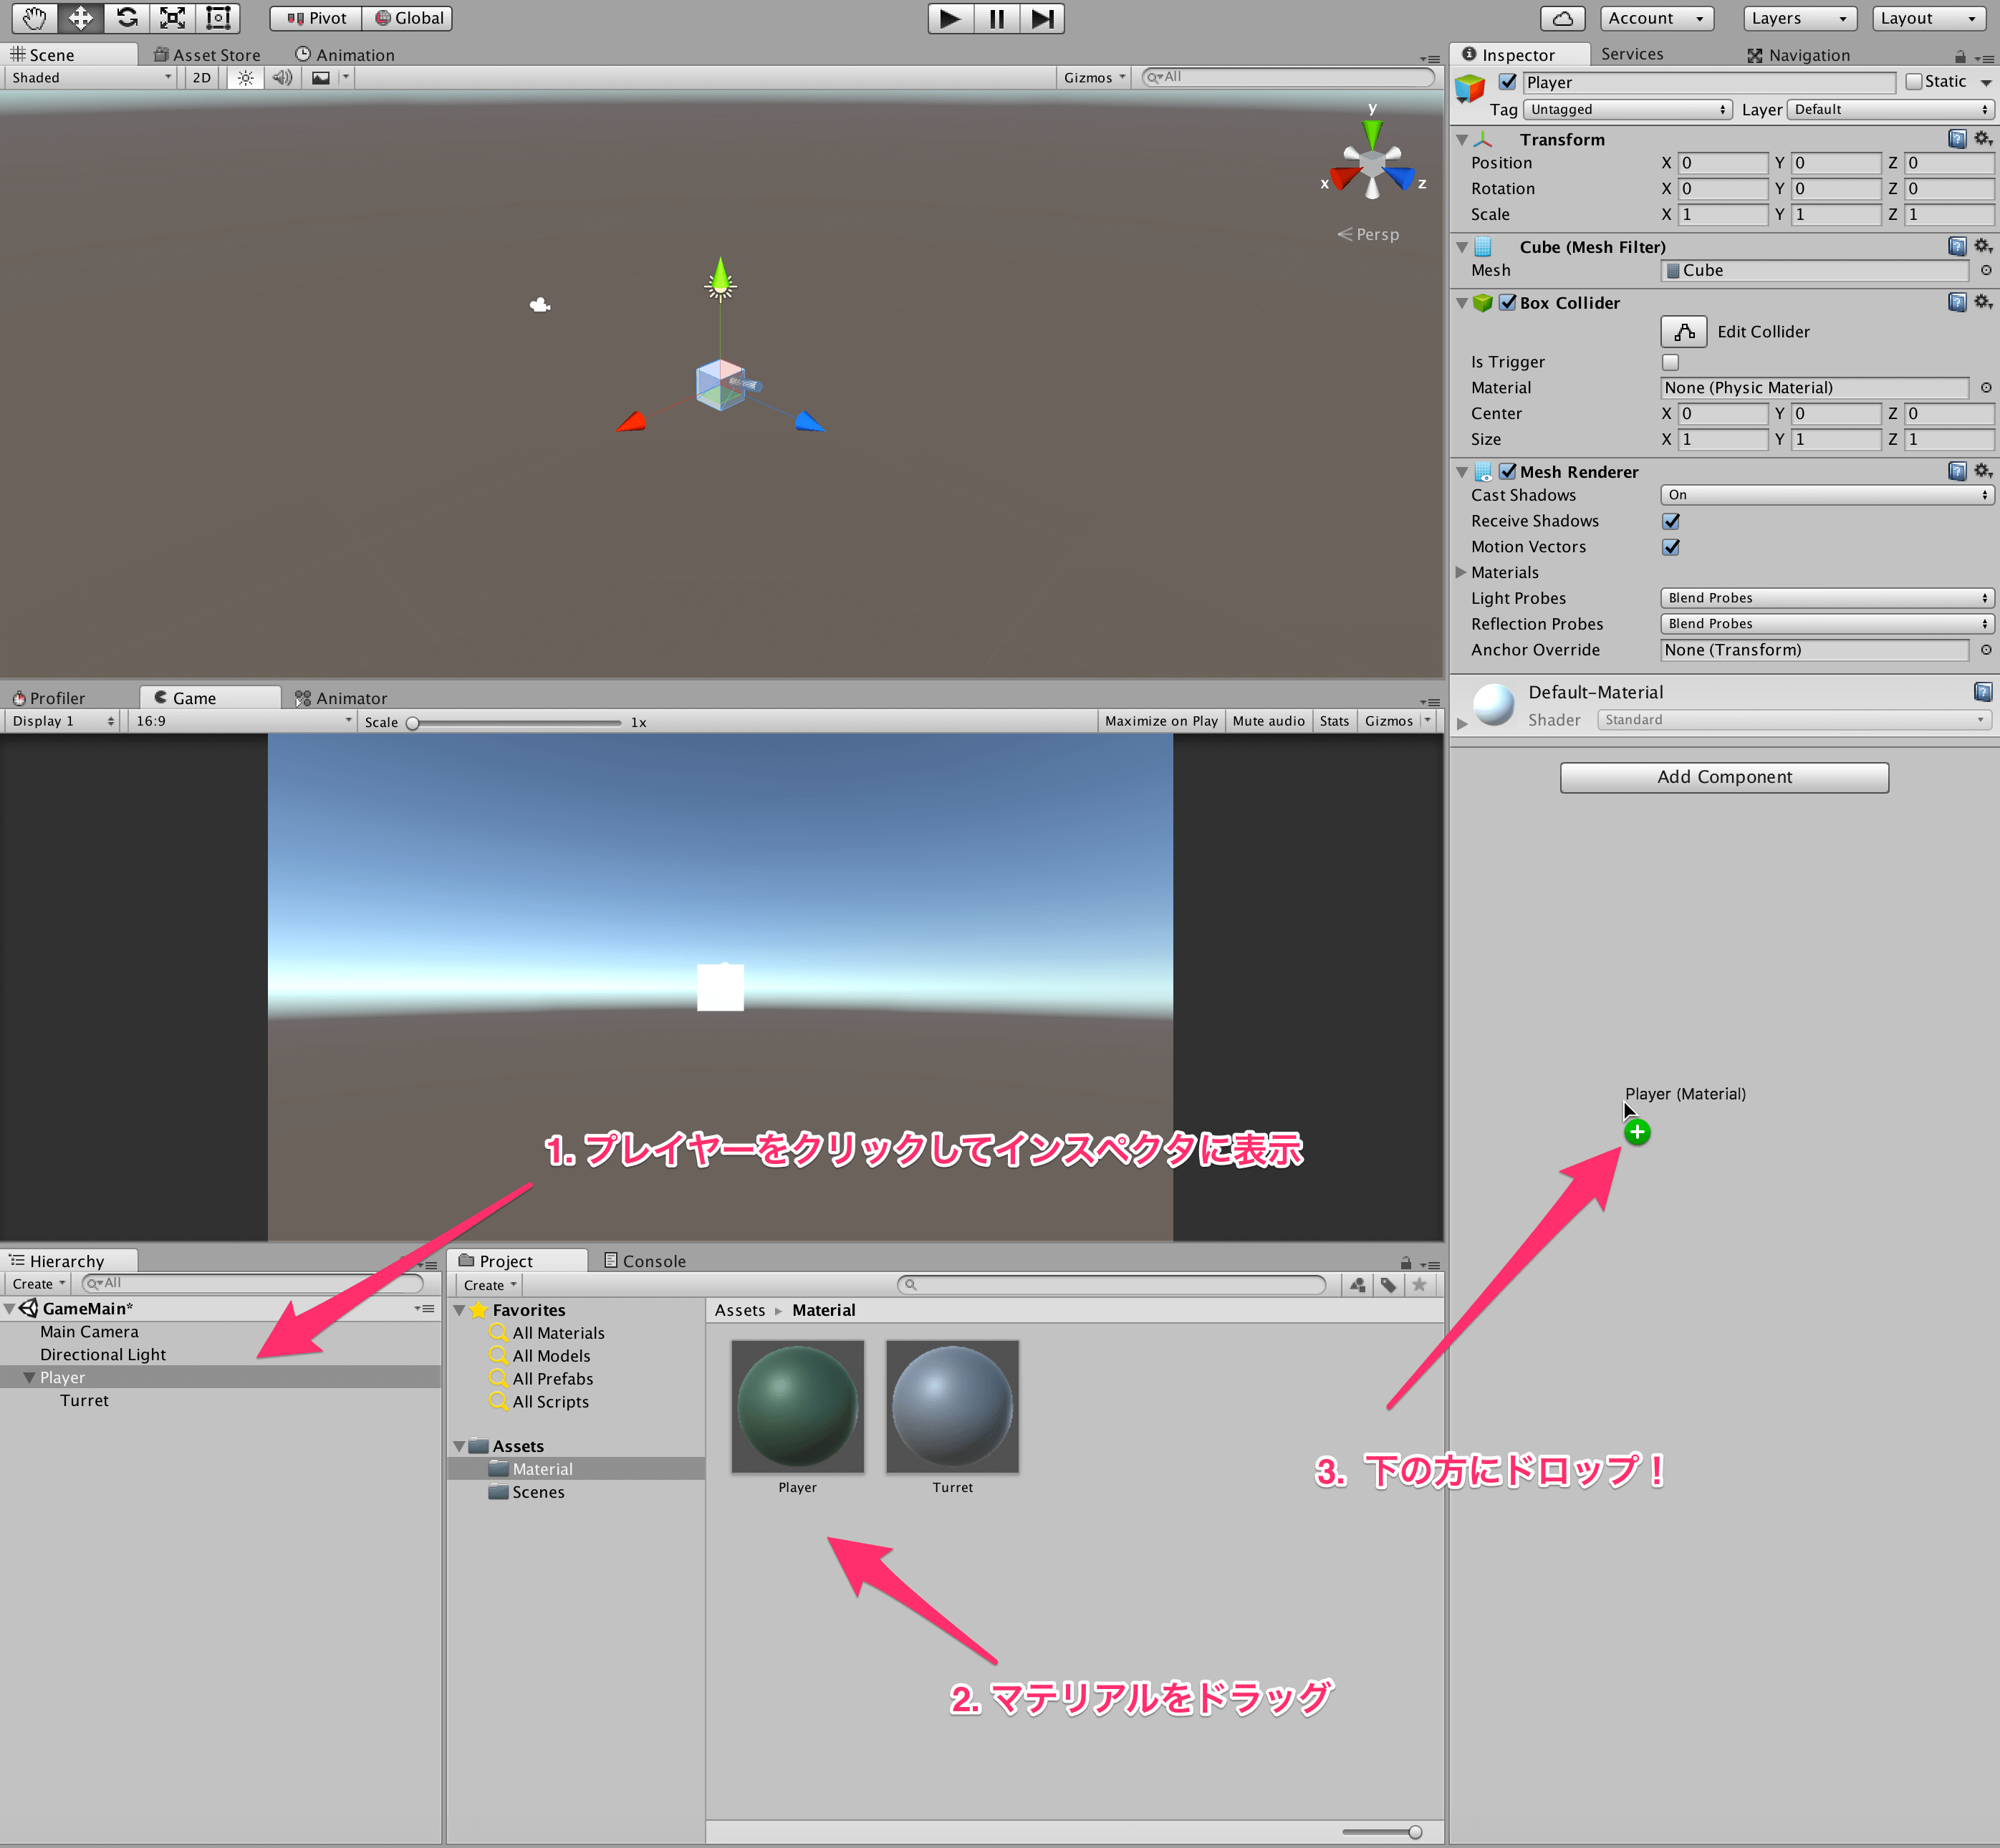 Pivot Global Account Layers Layout
Scene Asset Store Animation
Shaded 2D Gizmos All
y
x z
Persp
Profiler Game Animator
Display 1 16:9 Scale 1x Maximize on Play Mute audio Stats Gizmos
1. プレイヤーをクリックしてインスペクタに表示
Hierarchy
Create All
GameMain*
Main Camera
Directional Light
Player
Turret
Project Console
Create
Favorites
All Materials
All Models
All Prefabs
All Scripts
Assets
Material
Scenes
Assets Material
Player Turret
2. マテリアルをドラッグ
Inspector Services Navigation
Player Static
Tag Untagged Layer Default
Transform
Position X 0 Y 0 Z 0
Rotation X 0 Y 0 Z 0
Scale X 1 Y 1 Z 1
Cube (Mesh Filter)
Mesh Cube
Box Collider
Edit Collider
Is Trigger
Material None (Physic Material)
Center X 0 Y 0 Z 0
Size X 1 Y 1 Z 1
Mesh Renderer
Cast Shadows On
Receive Shadows
Motion Vectors
Materials
Light Probes Blend Probes
Reflection Probes Blend Probes
Anchor Override None (Transform)
Default-Material
Shader Standard
Add Component
Player (Material)
3. 下の方にドロップ！